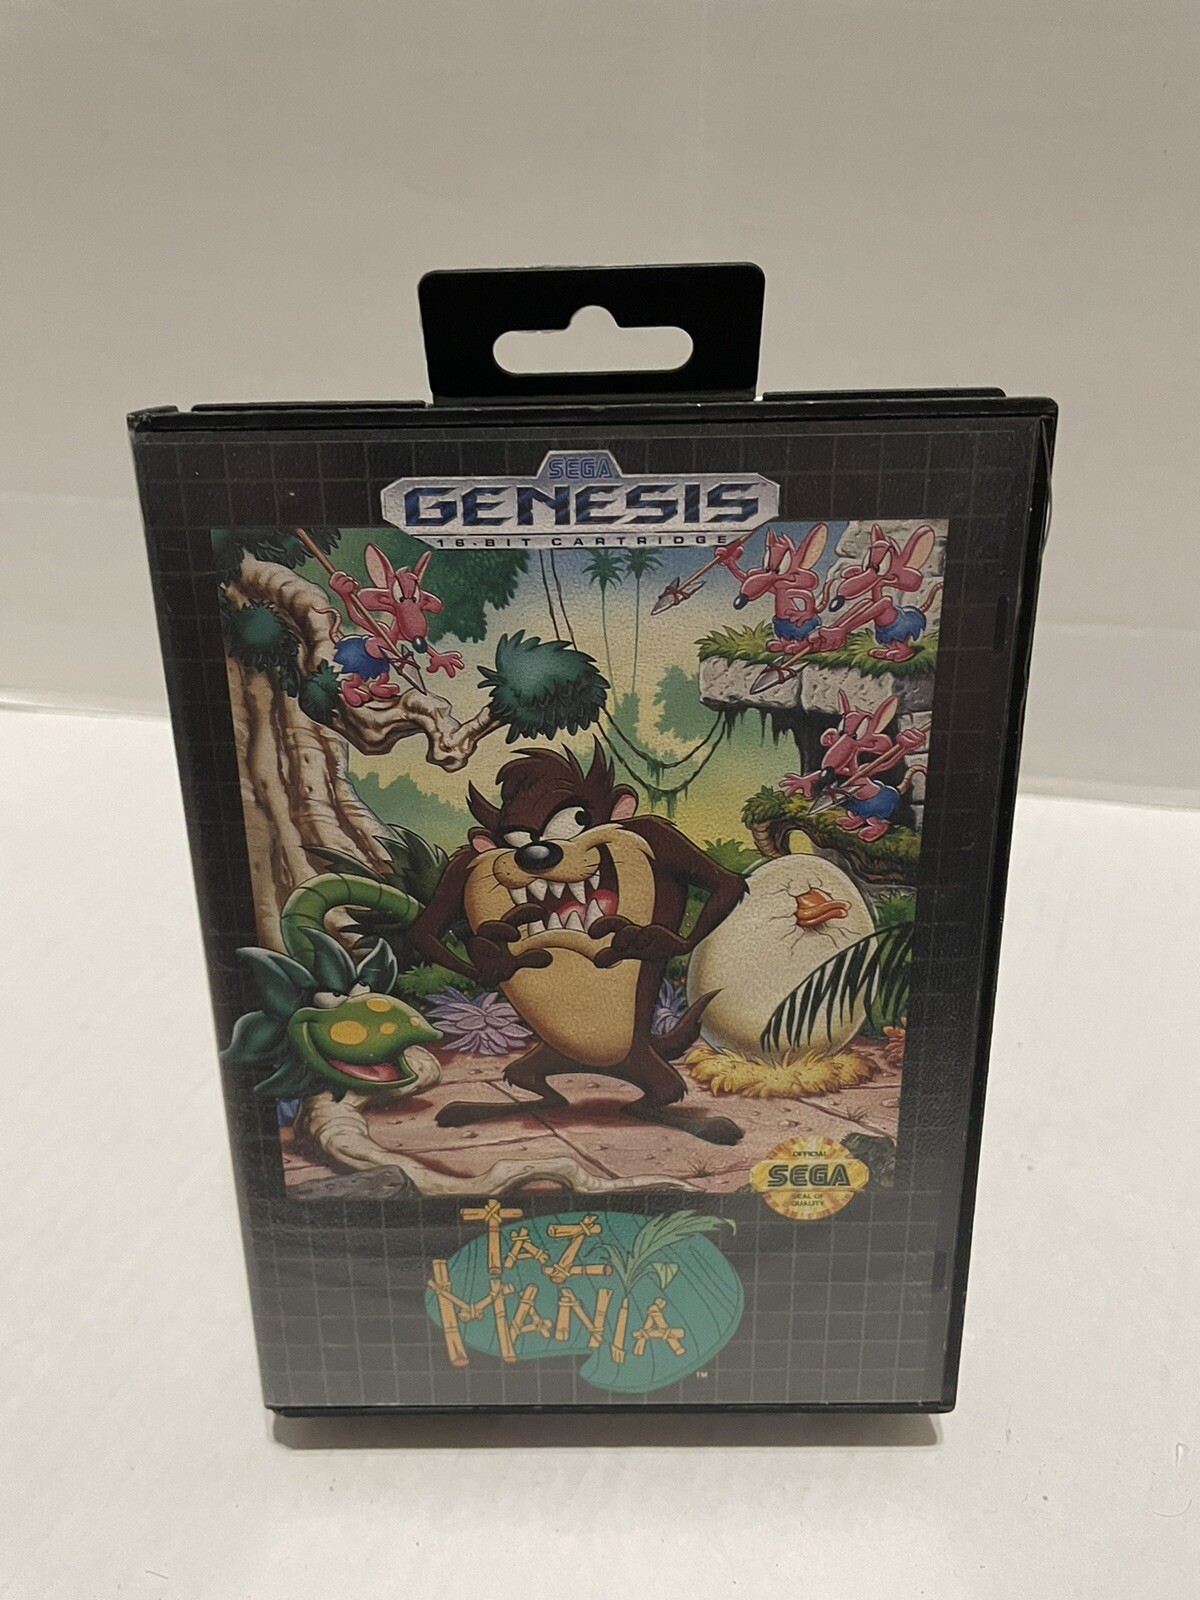 SEGA
GENESIS
16-BIT CARTRIDGE
OFFICIAL
SEGA
SEAL OF
QUALITY
TAZ
MANIA
TM